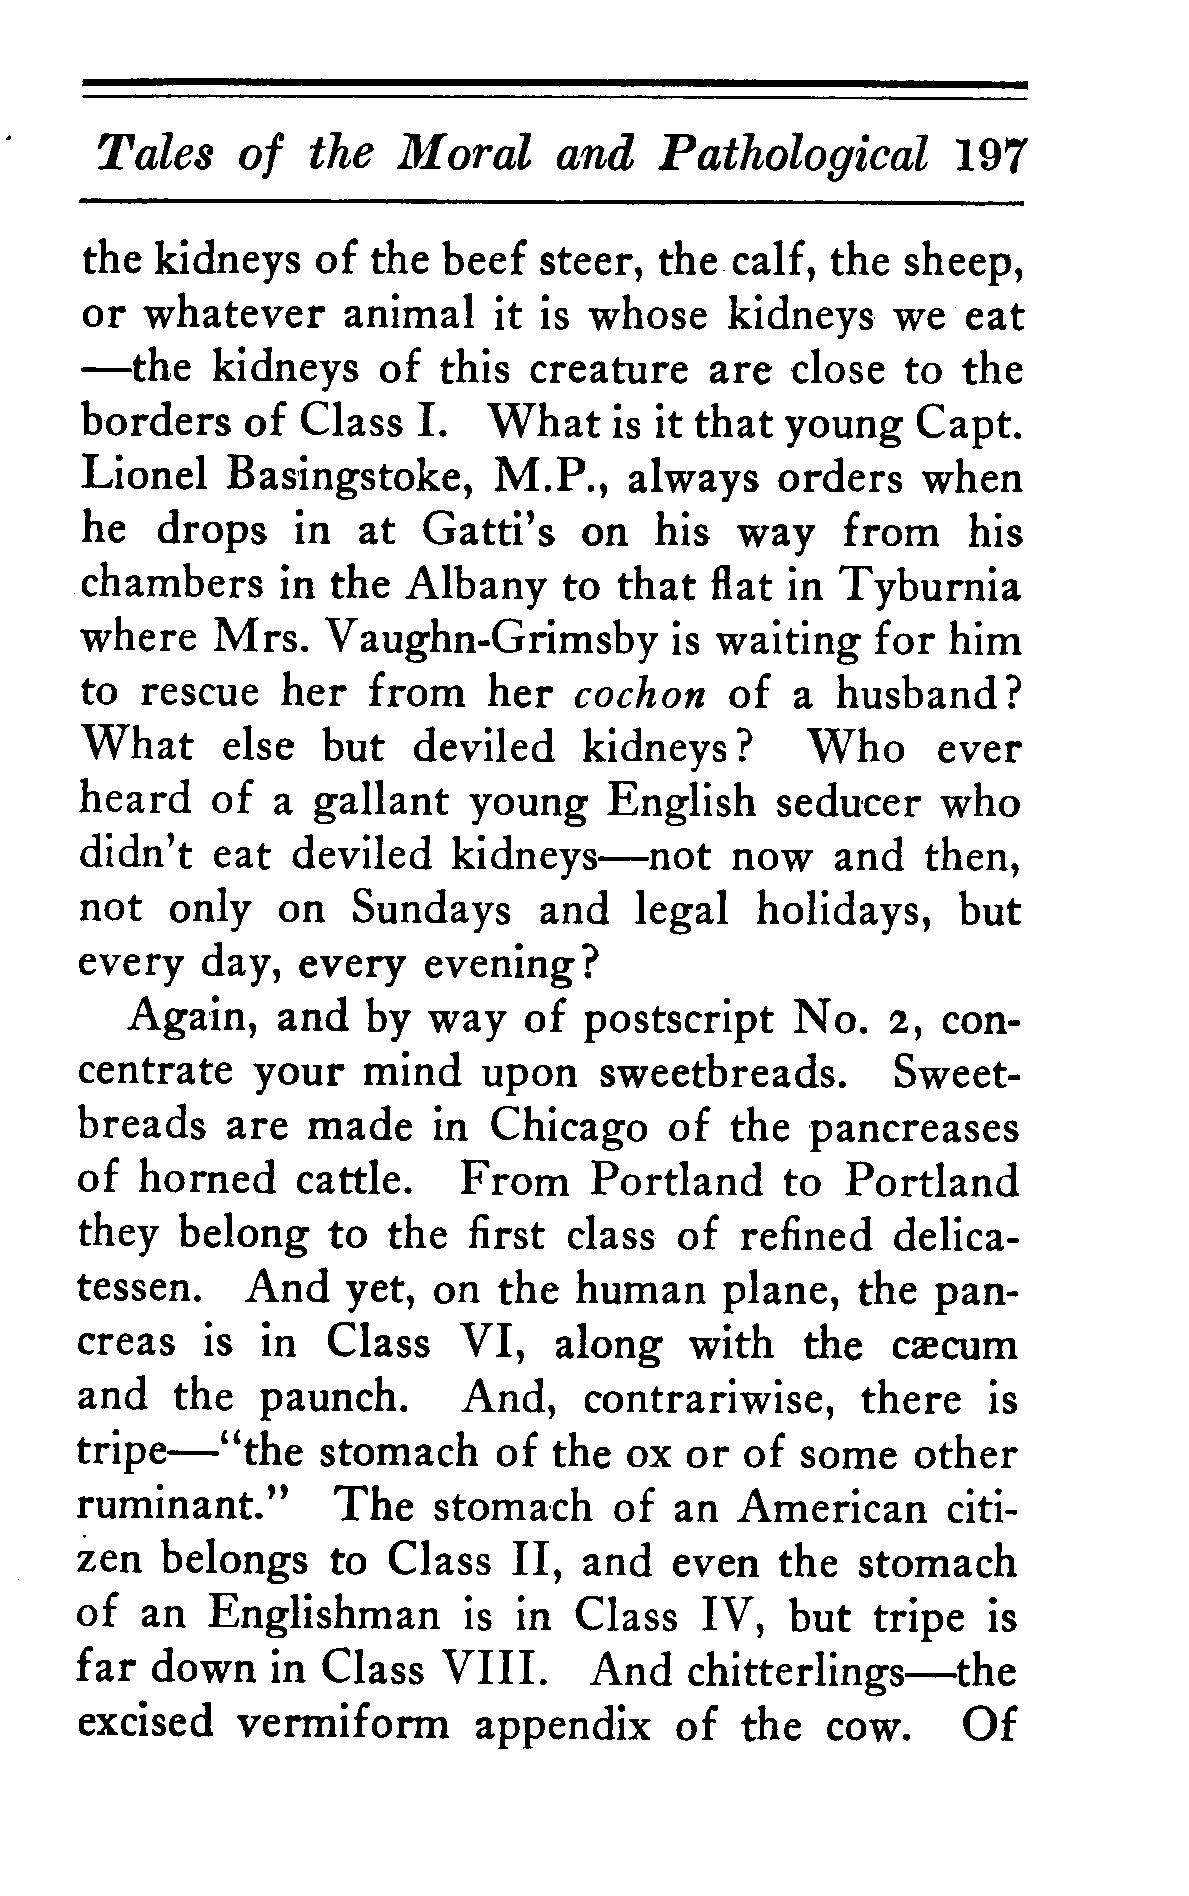 Tales of the Moral and Pathological 197
the kidneys of the beef steer, the calf, the sheep,
or whatever animal it is whose kidneys we eat
—the kidneys of this creature are close to the
borders of Class I. What is it that young Capt.
Lionel Basingstoke, M.P., always orders when
he drops in at Gatti's on his way from his
chambers in the Albany to that flat in Tyburnia
where Mrs. Vaughn-Grimsby is waiting for him
to rescue her from her cochon of a husband?
What else but deviled kidneys? Who ever
heard of a gallant young English seducer who
didn't eat deviled kidneys—not now and then,
not only on Sundays and legal holidays, but
every day, every evening?
Again, and by way of postscript No. 2, con-
centrate your mind upon sweetbreads. Sweet-
breads are made in Chicago of the pancreases
of horned cattle. From Portland to Portland
they belong to the first class of refined delica-
tessen. And yet, on the human plane, the pan-
creas is in Class VI, along with the cæcum
and the paunch. And, contrariwise, there is
tripe—"the stomach of the ox or of some other
ruminant." The stomach of an American citi-
zen belongs to Class II, and even the stomach
of an Englishman is in Class IV, but tripe is
far down in Class VIII. And chitterlings—the
excised vermiform appendix of the cow. Of